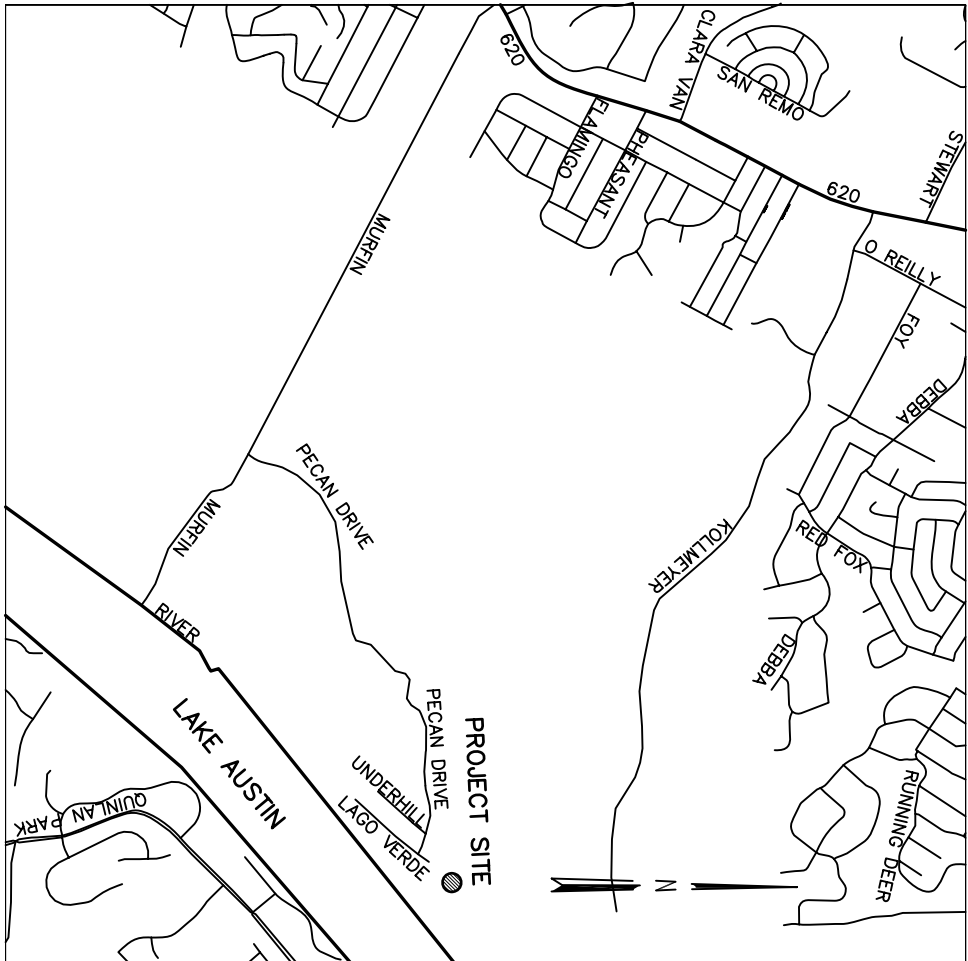 620
CLARA VAN
SAN REMO
FLAMINGO
PHEASANT
STEWART
620
MURFIN
O REILLY
FOY
DEBBA
PECAN DRIVE
MURFIN
KOLLMEYER
RED FOX
RIVER
DEBBA
LAKE AUSTIN
PECAN DRIVE
PROJECT SITE
UNDERHILL
LAGO VERDE
QUINLAN PARK
RUNNING DEER
N